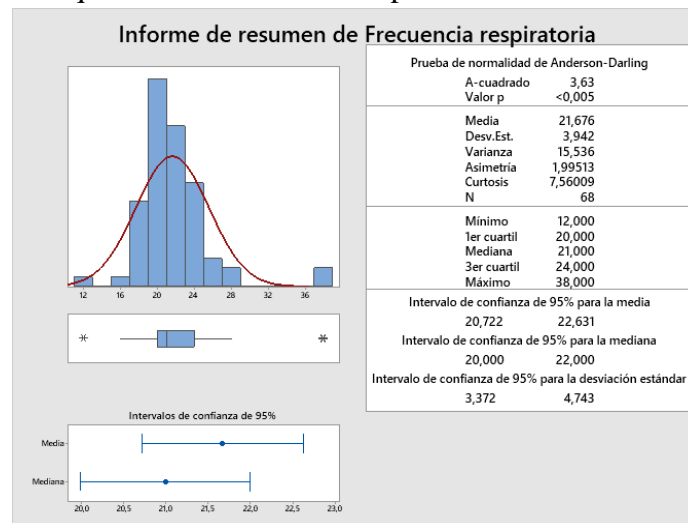 Informe de resumen de Frecuencia respiratoria
12 16 20 24 28 32 36
Intervalos de confianza de 95%
Media
Mediana
20,0 20,5 21,0 21,5 22,0 22,5 23,0
Prueba de normalidad de Anderson-Darling
A-cuadrado 3,63
Valor p <0,005
Media 21,676
Desv.Est. 3,942
Varianza 15,536
Asimetría 1,99513
Curtosis 7,56009
N 68
Mínimo 12,000
1er cuartil 20,000
Mediana 21,000
3er cuartil 24,000
Máximo 38,000
Intervalo de confianza de 95% para la media
20,722 22,631
Intervalo de confianza de 95% para la mediana
20,000 22,000
Intervalo de confianza de 95% para la desviación estándar
3,372 4,743